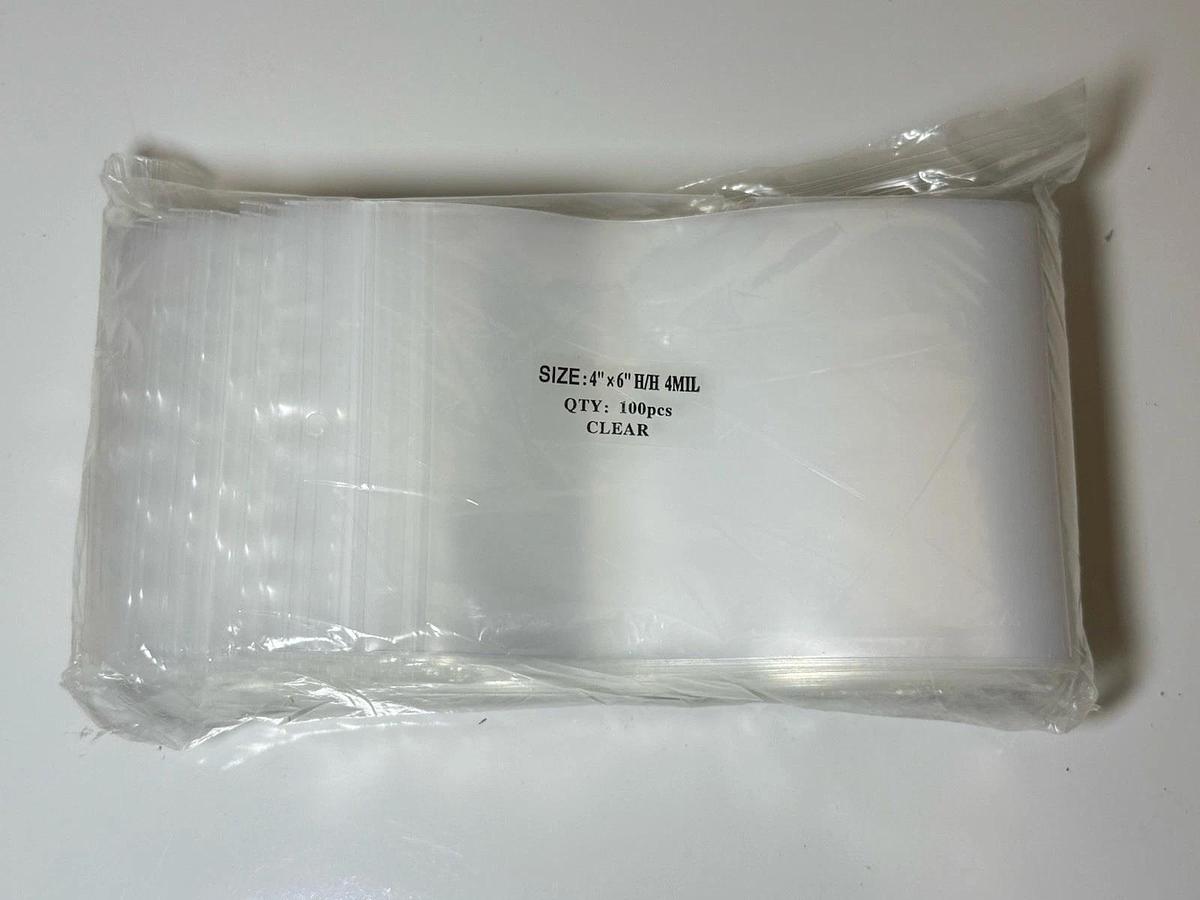 SIZE:4"×6" H/H 4MIL
QTY: 100pcs
CLEAR